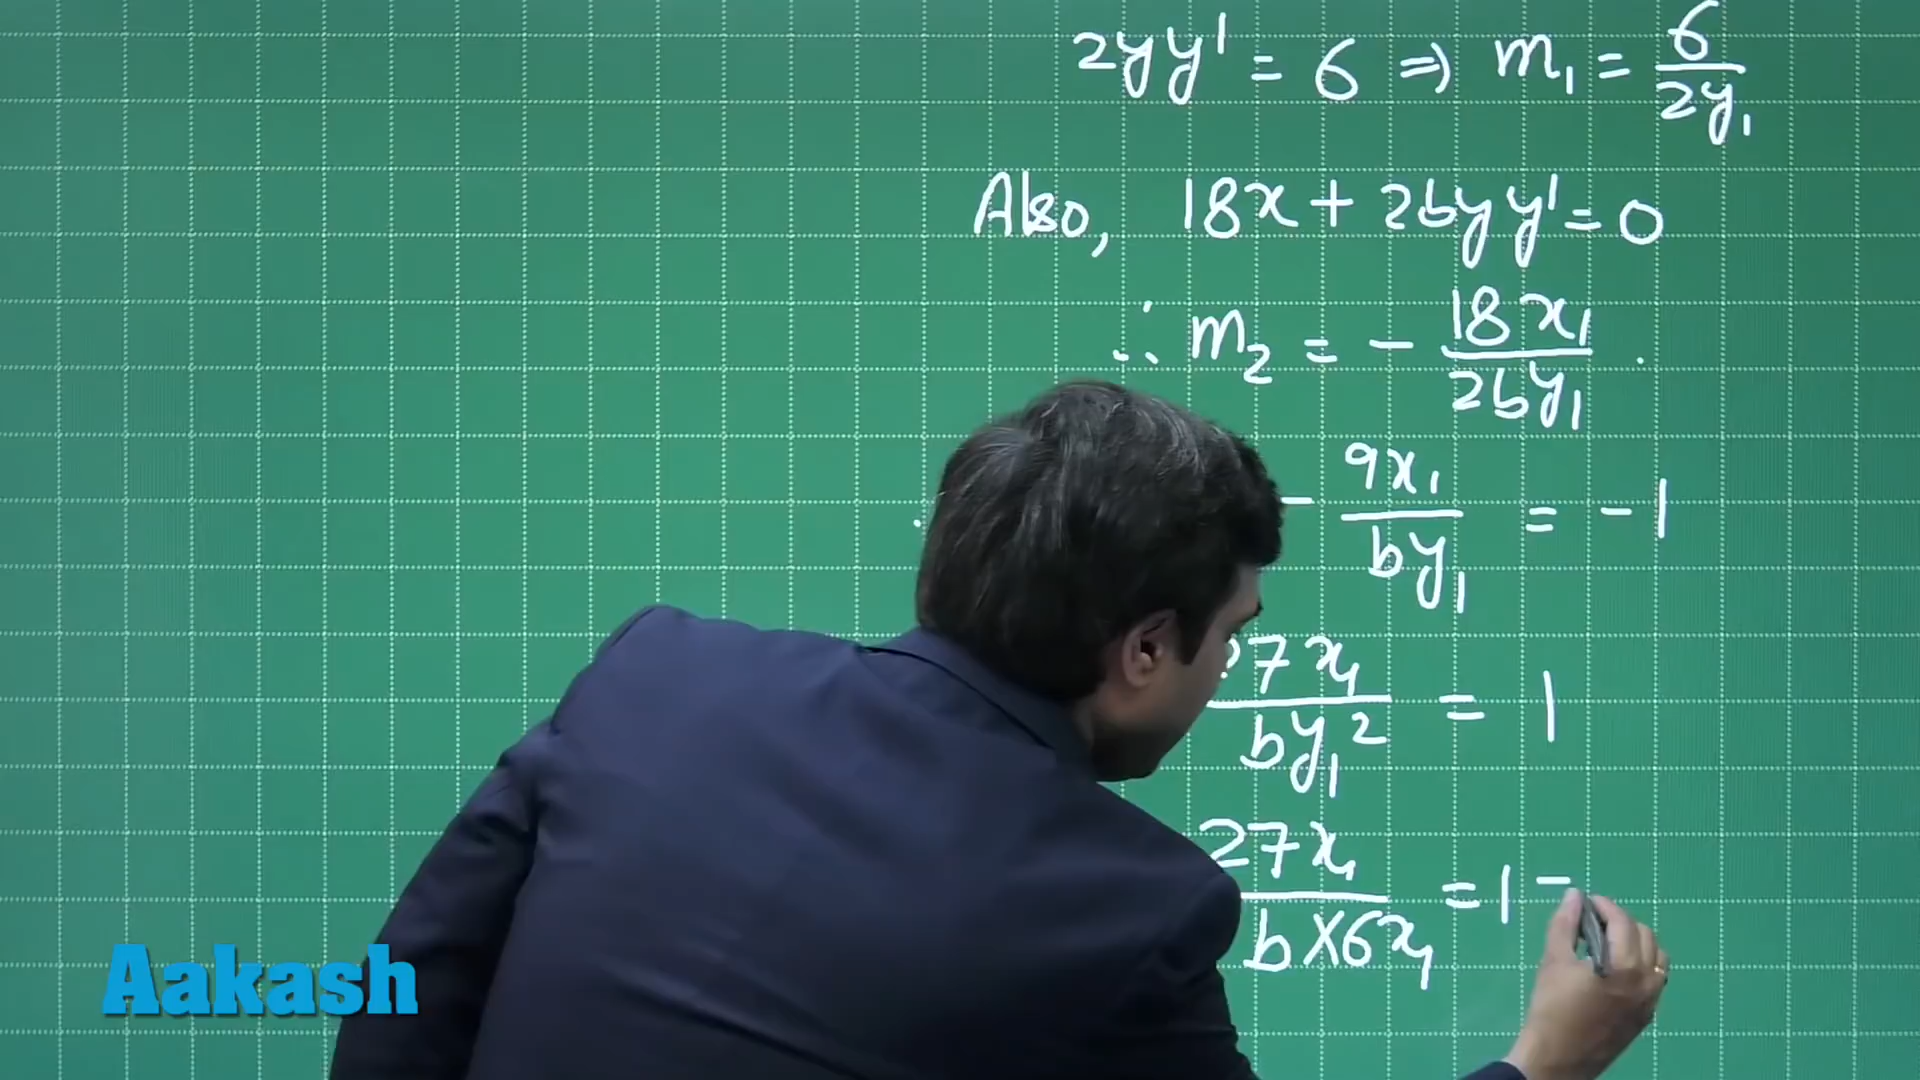 2yy' = 6 ⇒ m₁ = 6/2y₁
Also, 18x + 2byy' = 0
∴ m₂ = - 18x₁/2by₁ .
- 9x₁/by₁ = -1
27x₁/by₁² = 1
27x₁/b×6x₁ = 1 -
Aakash